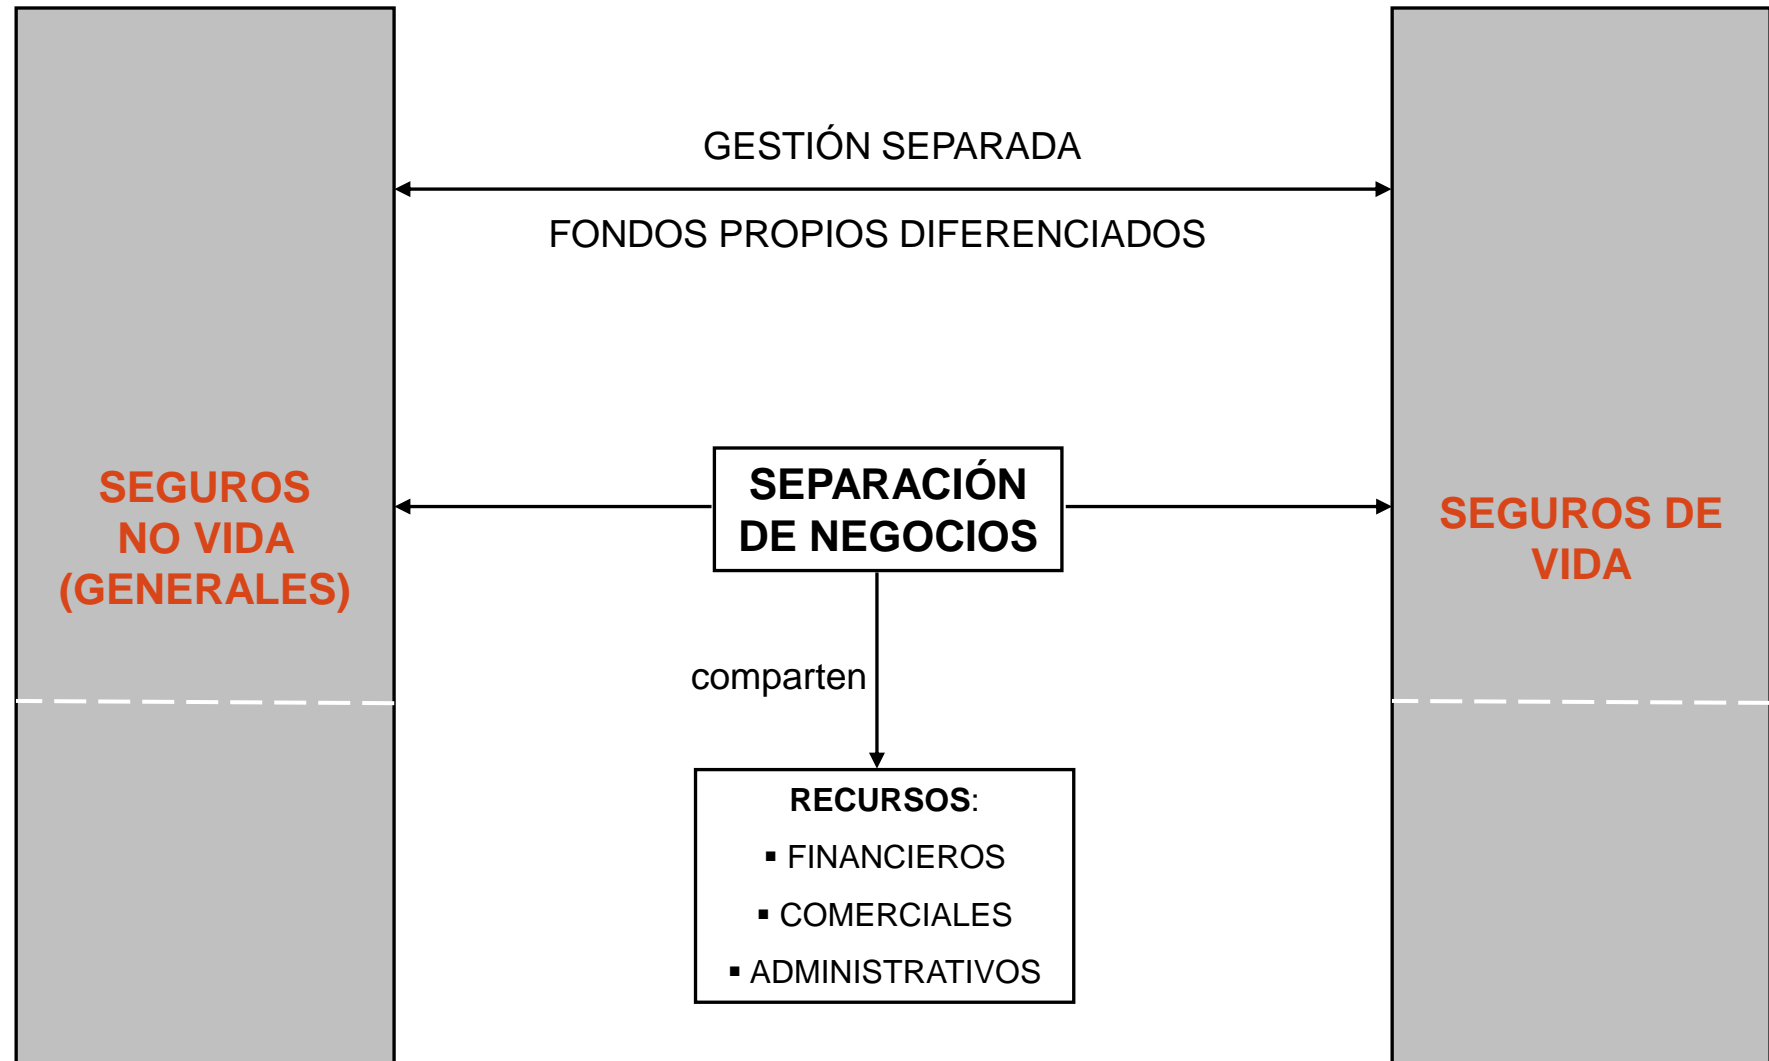 GESTIÓN SEPARADA
FONDOS PROPIOS DIFERENCIADOS
SEGUROS
NO VIDA
(GENERALES)
SEPARACIÓN
DE NEGOCIOS
SEGUROS DE
VIDA
comparten
RECURSOS:
▪ FINANCIEROS
▪ COMERCIALES
▪ ADMINISTRATIVOS